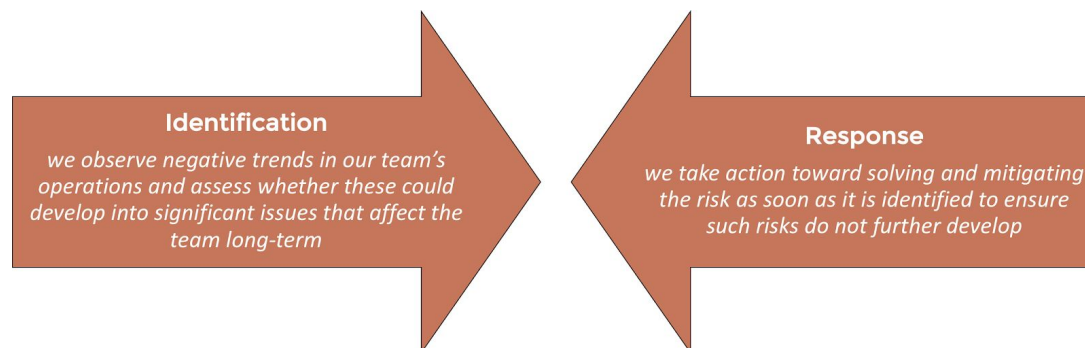 Identification
we observe negative trends in our team's
operations and assess whether these could
develop into significant issues that affect the
team long-term
Response
we take action toward solving and mitigating
the risk as soon as it is identified to ensure
such risks do not further develop